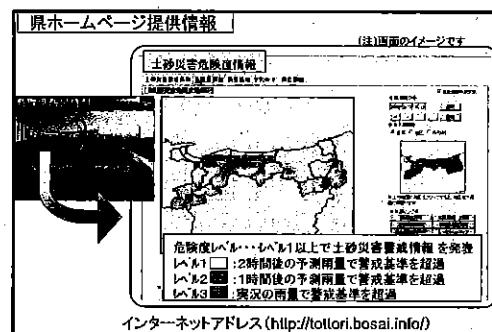 県ホームページ提供情報
(注)画面のイメージです
土砂災害危険度情報
危険度レベル・・・レベル1以上で土砂災害警戒情報を発表
レベル1 :2時間後の予測雨量で警戒基準を超過
レベル2 :1時間後の予測雨量で警戒基準を超過
レベル3 :実況の雨量で警戒基準を超過
インターネットアドレス(http://tottori.bosai.info/)